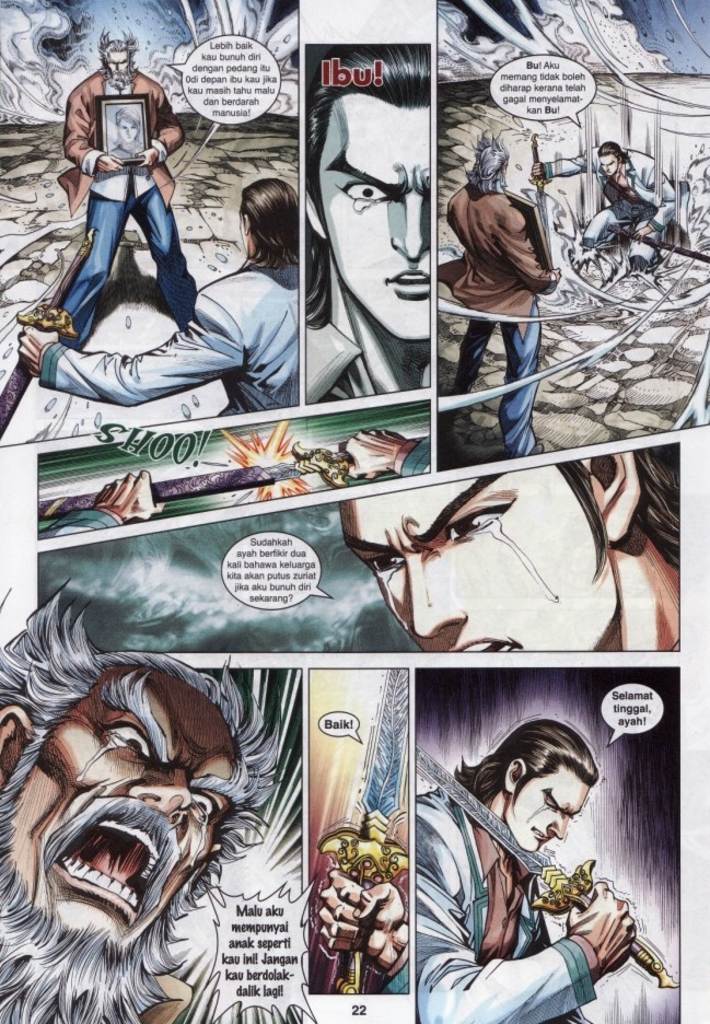 Lebih baik
kau bunuh diri
dengan pedang itu
0di depan ibu kau jika
kau masih tahu malu
dan berdarah
manusia!
Ibu!
Bu! Aku
memang tidak boleh
diharap kerana telah
gagal menyelamat-
kan Bu!
SHOO!
Sudahkah
ayah berfikir dua
kali bahawa keluarga
kita akan putus zuriat
jika aku bunuh diri
sekarang?
Malu aku
mempunyai
anak seperti
kau ini! Jangan
kau berdolak-
dalik lagi!
Baik!
Selamat
tinggal,
ayah!
22